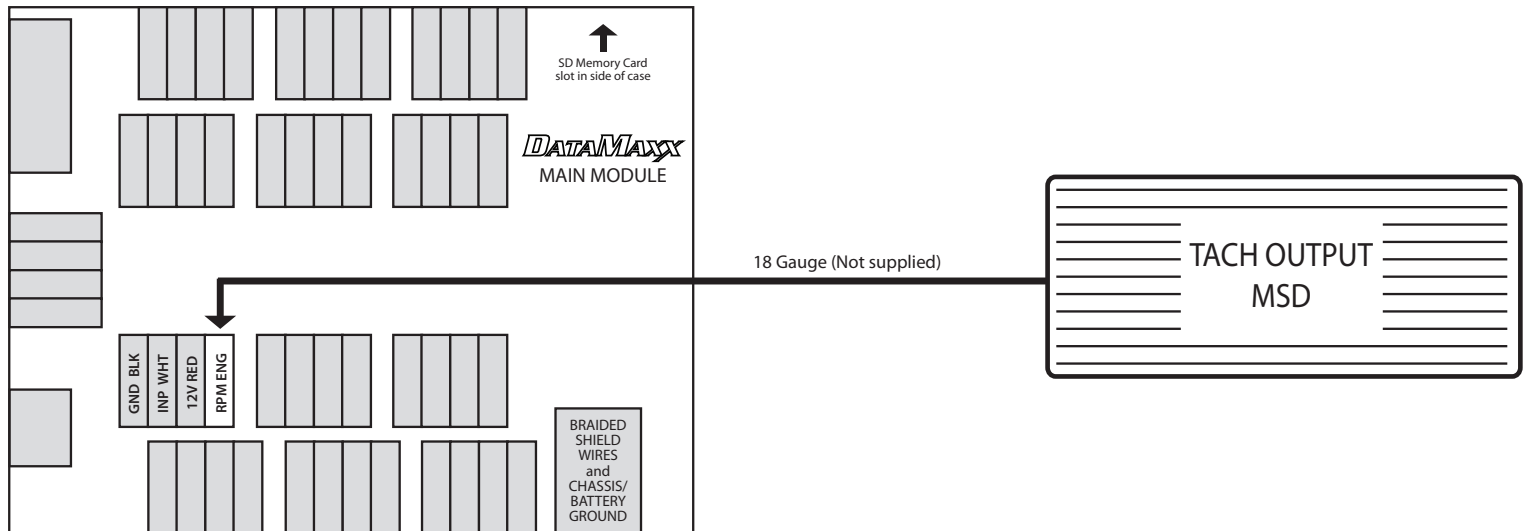 SD Memory Card
slot in side of case
DATAMAXX
MAIN MODULE
18 Gauge (Not supplied)
TACH OUTPUT
MSD
GND BLK
INP WHT
12V RED
RPM ENG
BRAIDED
SHIELD
WIRES
and
CHASSIS/
BATTERY
GROUND